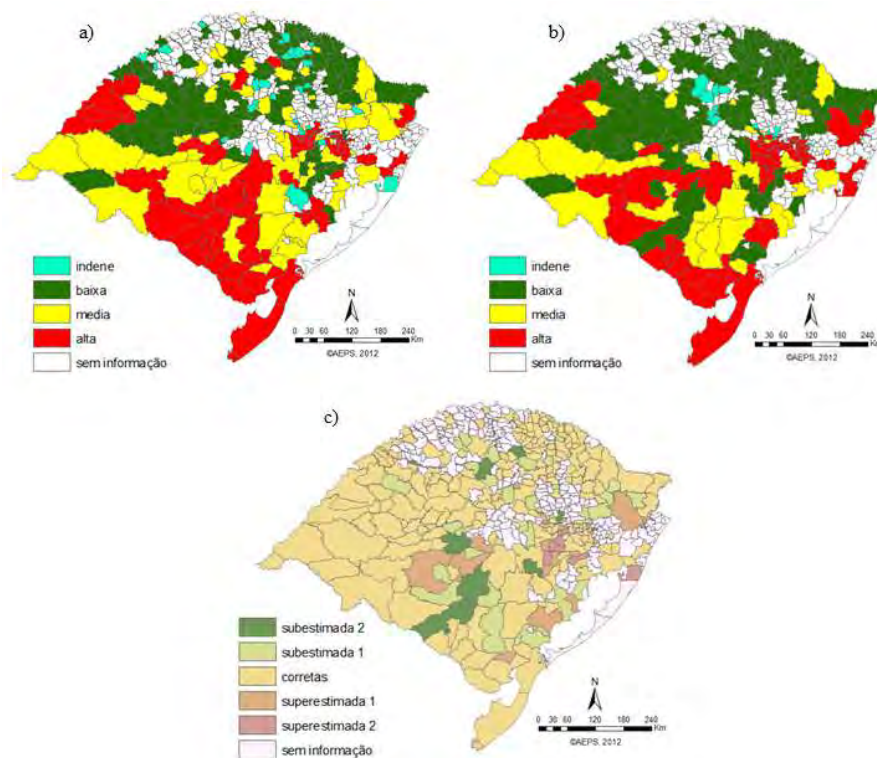 a)
indene
baixa
media
alta
sem informação
N
0 30 60 120 180 240
Km
©AEPS, 2012
b)
indene
baixa
media
alta
sem informação
N
0 30 60 120 180 240
Km
©AEPS, 2012
c)
subestimada 2
subestimada 1
corretas
superestimada 1
superestimada 2
sem informação
N
0 30 60 120 180 240
Km
©AEPS, 2012